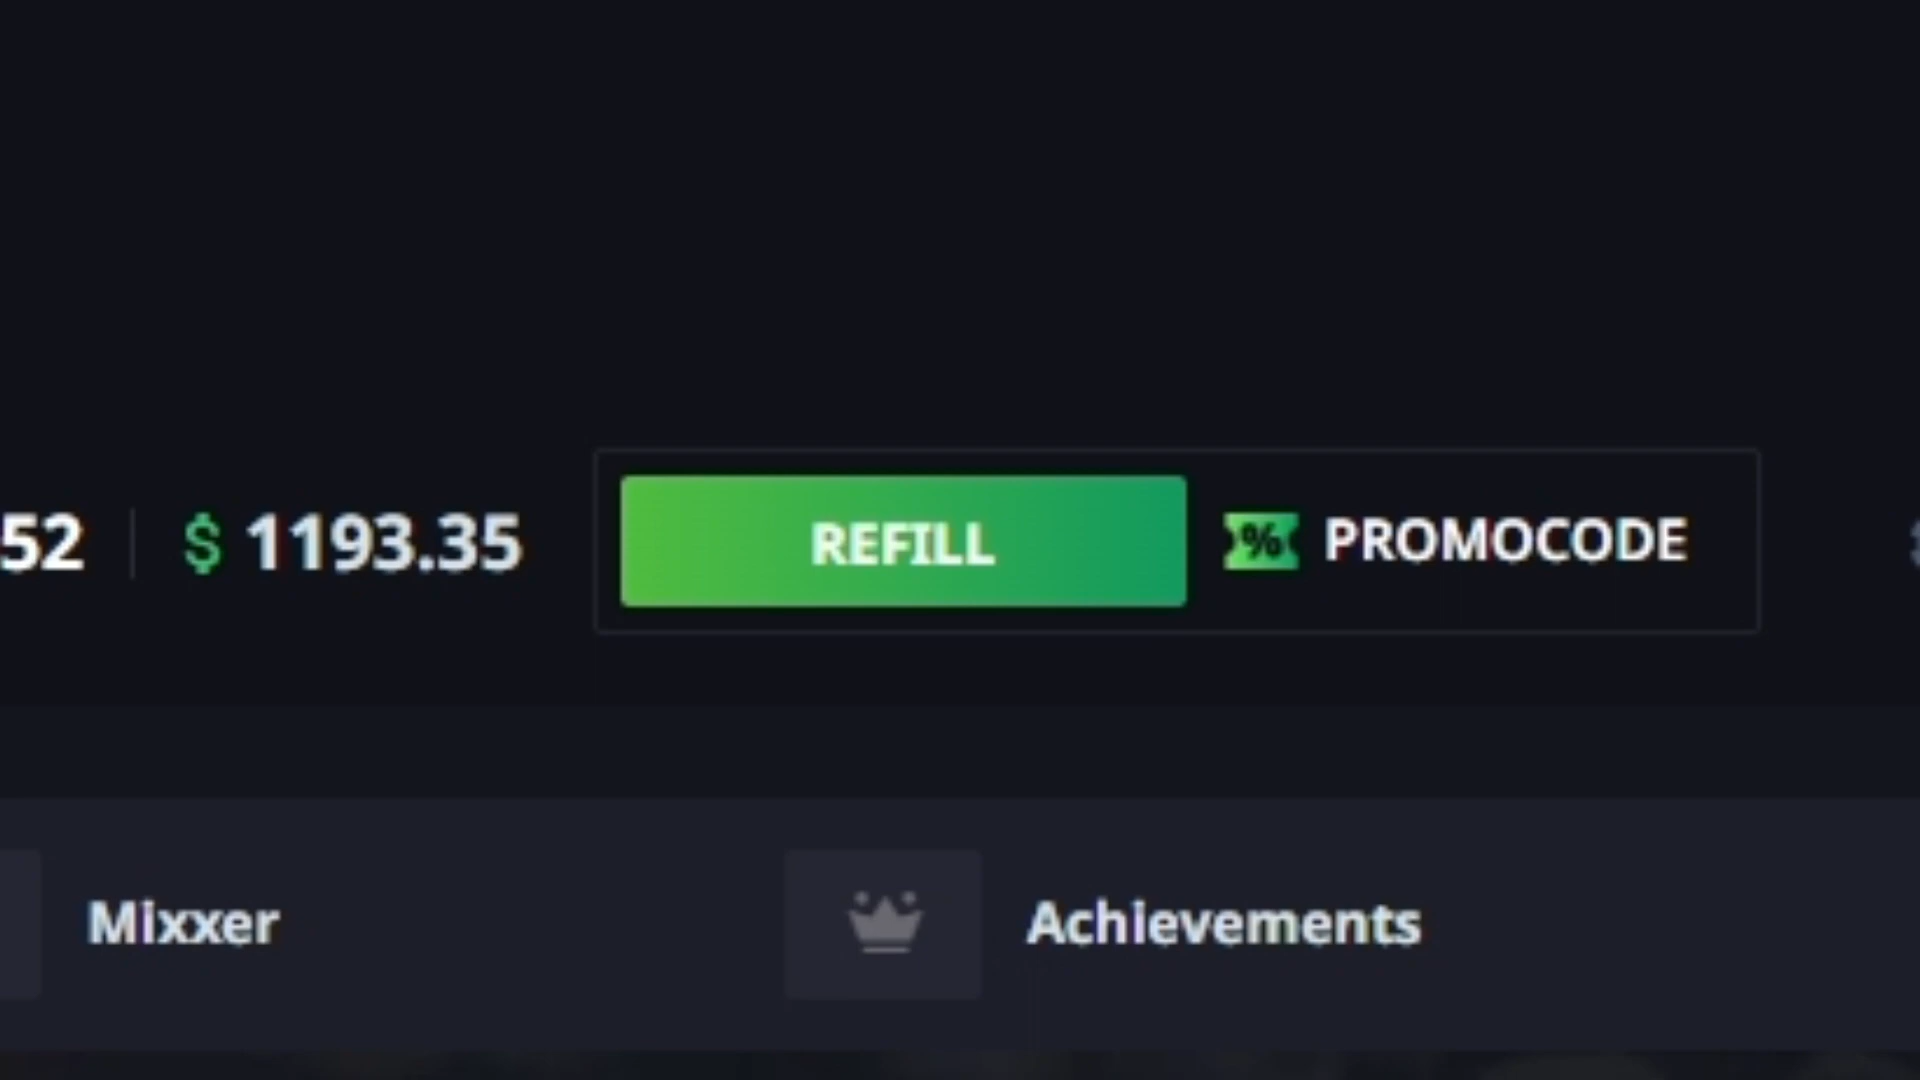 52 $ 1193.35 REFILL % PROMOCODE
Mixxer Achievements